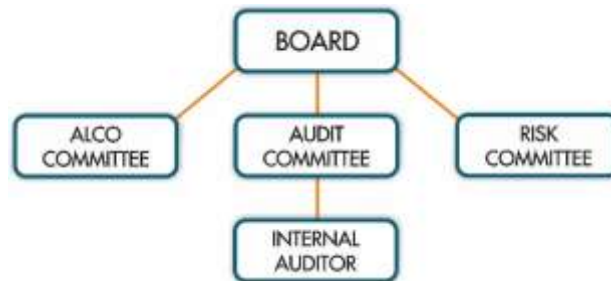 BOARD
ALCO
COMMITTEE
AUDIT
COMMITTEE
RISK
COMMITTEE
INTERNAL
AUDITOR